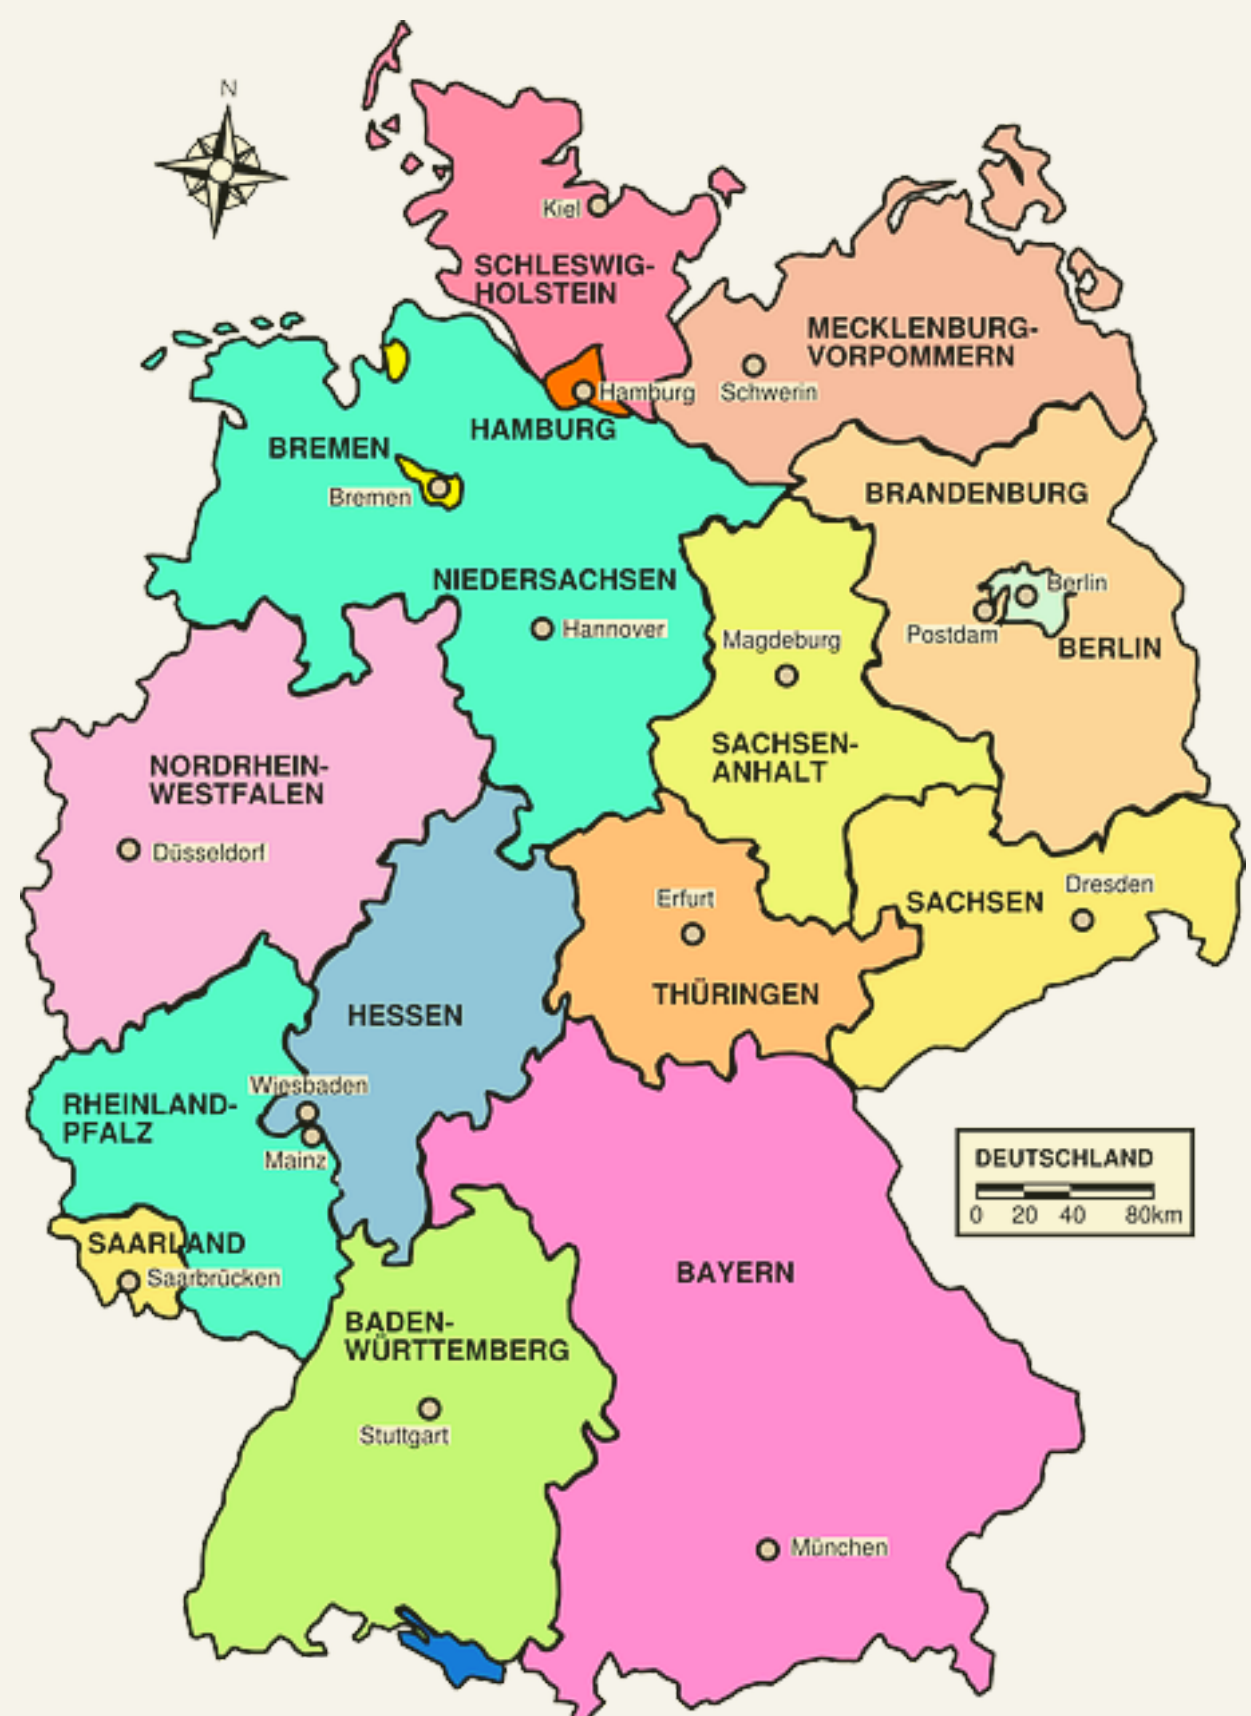 N
Kiel
SCHLESWIG-
HOLSTEIN
MECKLENBURG-
VORPOMMERN
Schwerin
Hamburg
HAMBURG
BREMEN
Bremen
BRANDENBURG
NIEDERSACHSEN
Hannover
Berlin
Postdam
BERLIN
Magdeburg
SACHSEN-
ANHALT
NORDRHEIN-
WESTFALEN
Düsseldorf
Erfurt
THÜRINGEN
Dresden
SACHSEN
HESSEN
Wiesbaden
Mainz
RHEINLAND-
PFALZ
SAARLAND
Saarbrücken
DEUTSCHLAND
0 20 40 80km
BAYERN
BADEN-
WÜRTTEMBERG
Stuttgart
München